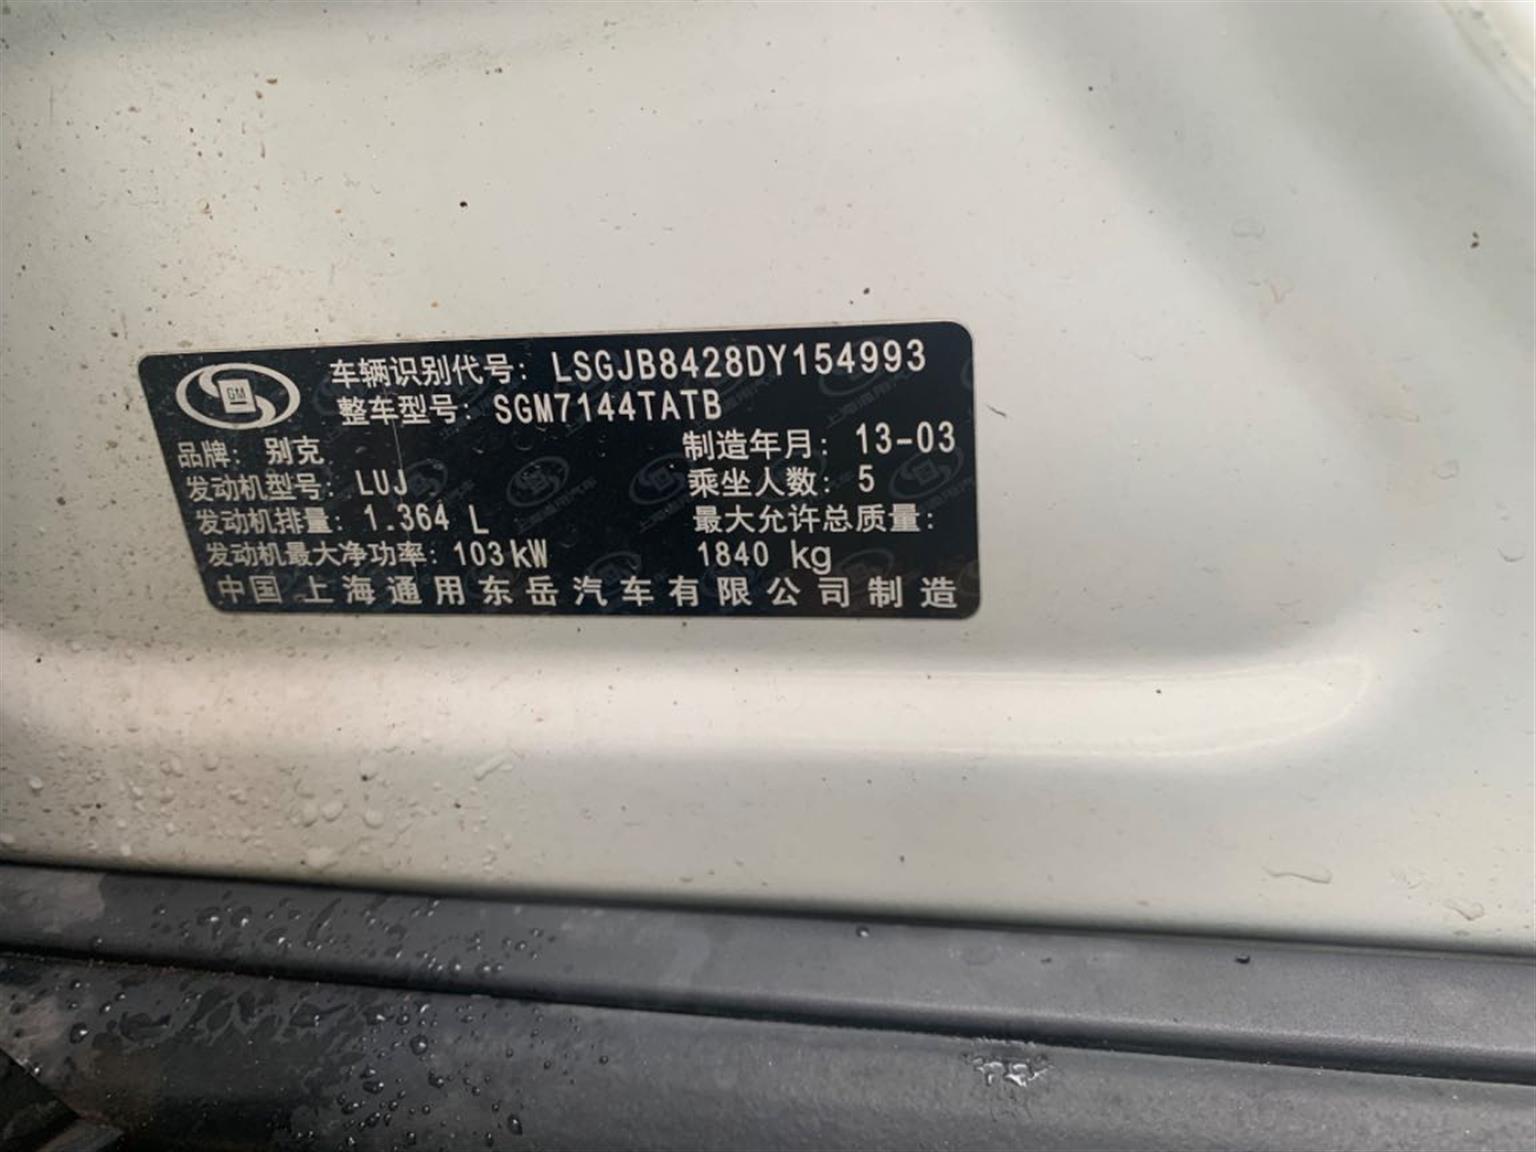 GM
车辆识别代号: LSGJB8428DY154993
整车型号: SGM7144TATB
品牌: 别克 制造年月: 13-03
发动机型号: LUJ 乘坐人数: 5
发动机排量: 1.364 L 最大允许总质量:
发动机最大净功率: 103kW 1840 kg
中国上海通用东岳汽车有限公司制造